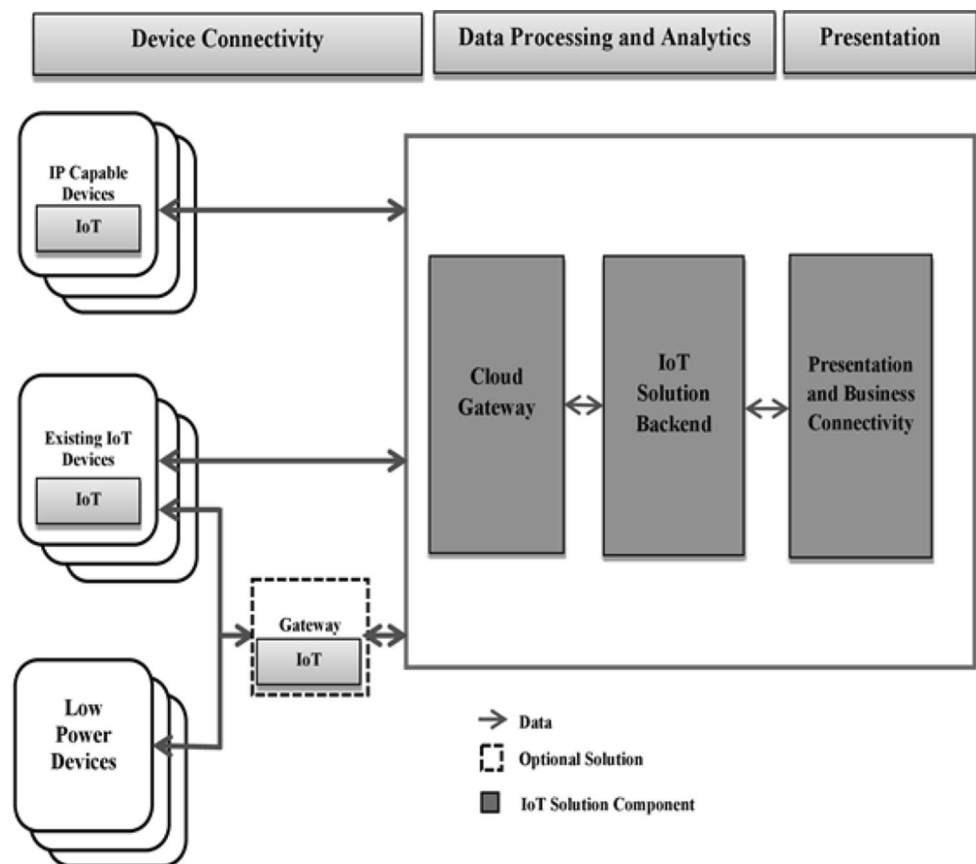 Device Connectivity
Data Processing and Analytics
Presentation
IP Capable
Devices
IoT
Cloud
Gateway
IoT
Solution
Backend
Presentation
and Business
Connectivity
Existing IoT
Devices
IoT
Gateway
IoT
Low
Power
Devices
Data
Optional Solution
IoT Solution Component